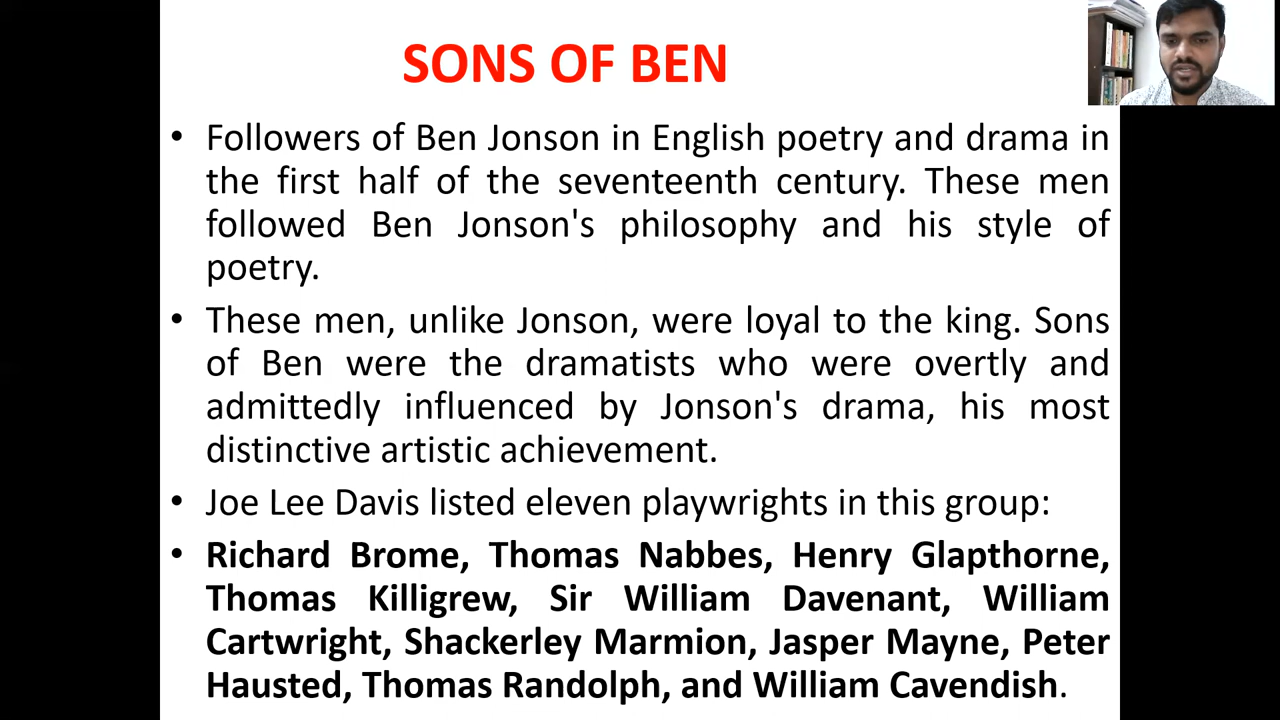 SONS OF BEN
• Followers of Ben Jonson in English poetry and drama in
the first half of the seventeenth century. These men
followed Ben Jonson's philosophy and his style of
poetry.
• These men, unlike Jonson, were loyal to the king. Sons
of Ben were the dramatists who were overtly and
admittedly influenced by Jonson's drama, his most
distinctive artistic achievement.
• Joe Lee Davis listed eleven playwrights in this group:
• Richard Brome, Thomas Nabbes, Henry Glapthorne,
Thomas Killigrew, Sir William Davenant, William
Cartwright, Shackerley Marmion, Jasper Mayne, Peter
Hausted, Thomas Randolph, and William Cavendish.